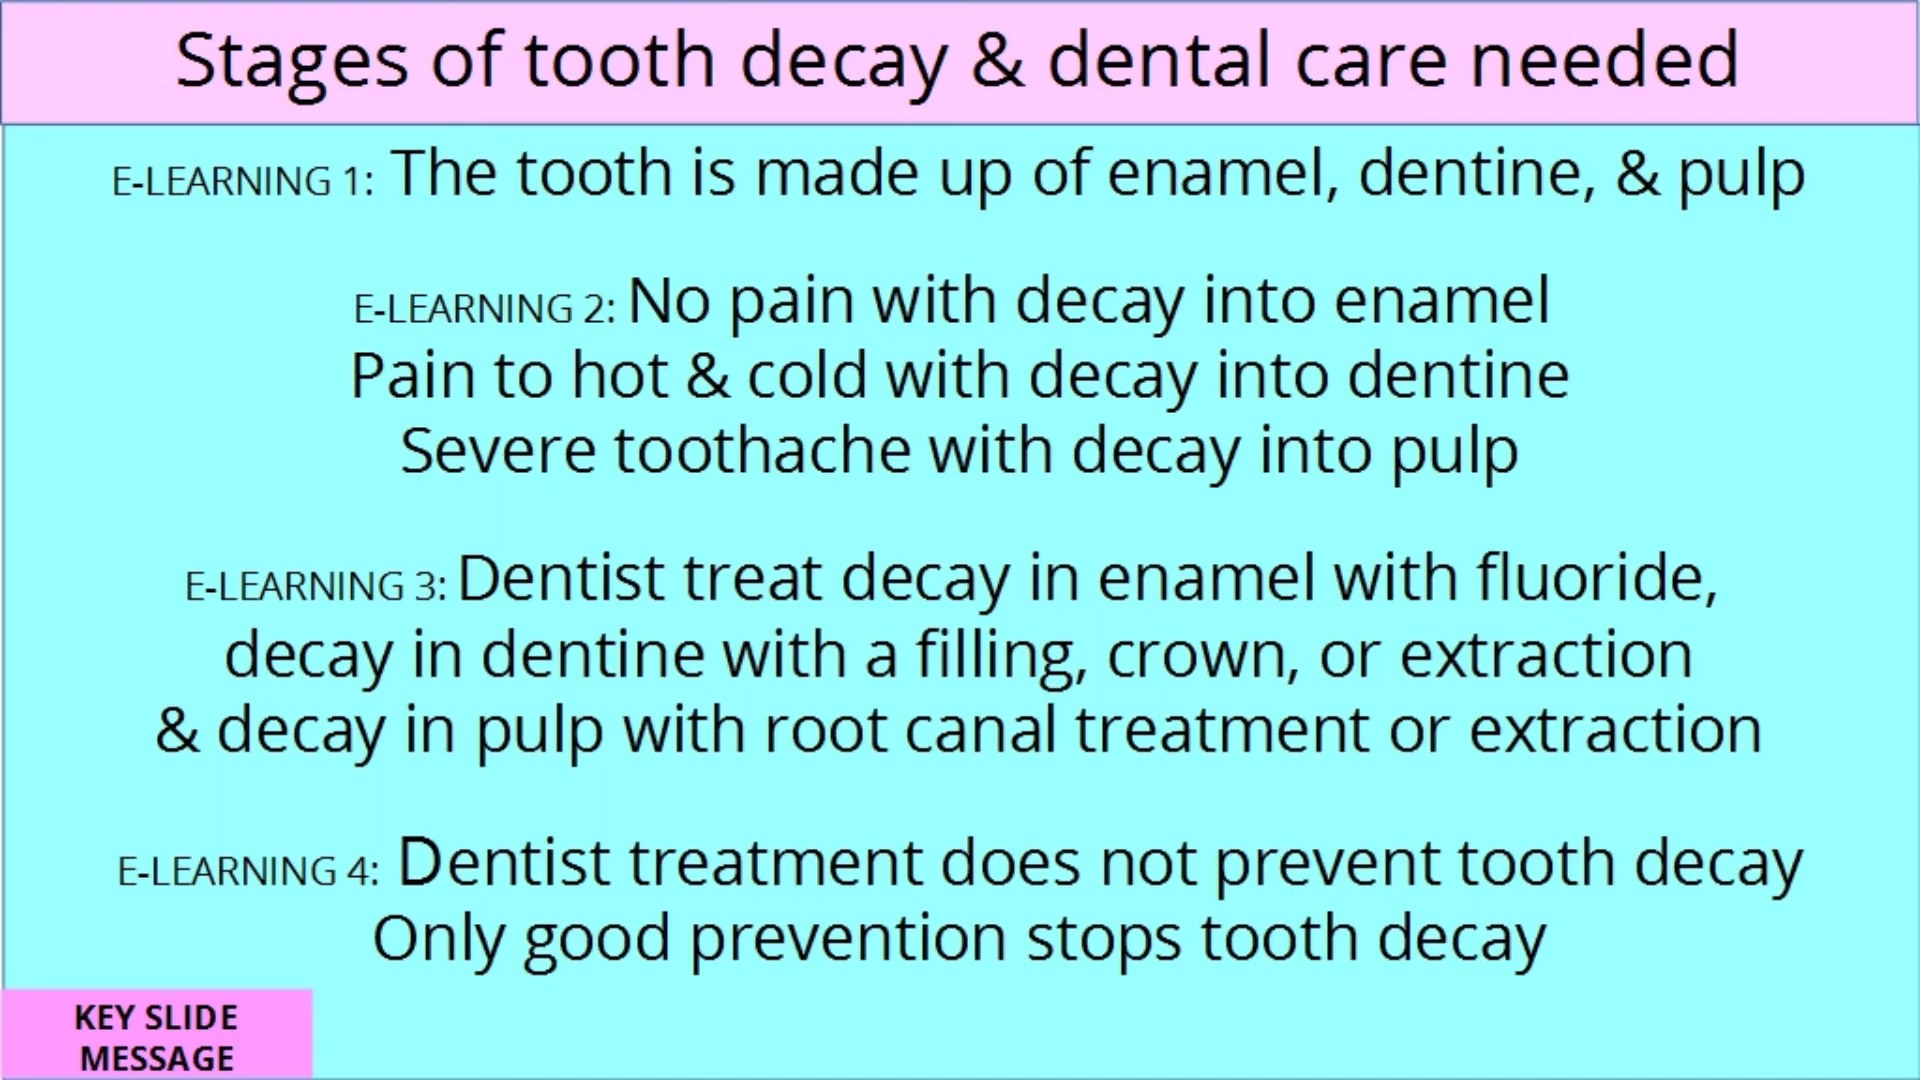 Stages of tooth decay & dental care needed
E-LEARNING 1: The tooth is made up of enamel, dentine, & pulp
E-LEARNING 2: No pain with decay into enamel
Pain to hot & cold with decay into dentine
Severe toothache with decay into pulp
E-LEARNING 3: Dentist treat decay in enamel with fluoride,
decay in dentine with a filling, crown, or extraction
& decay in pulp with root canal treatment or extraction
E-LEARNING 4: Dentist treatment does not prevent tooth decay
Only good prevention stops tooth decay
KEY SLIDE
MESSAGE